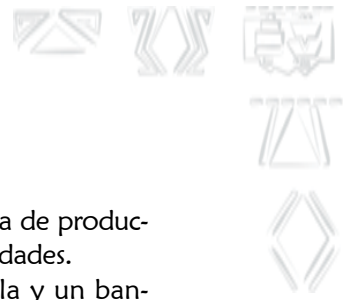 a de produc-
dades.
la y un ban-